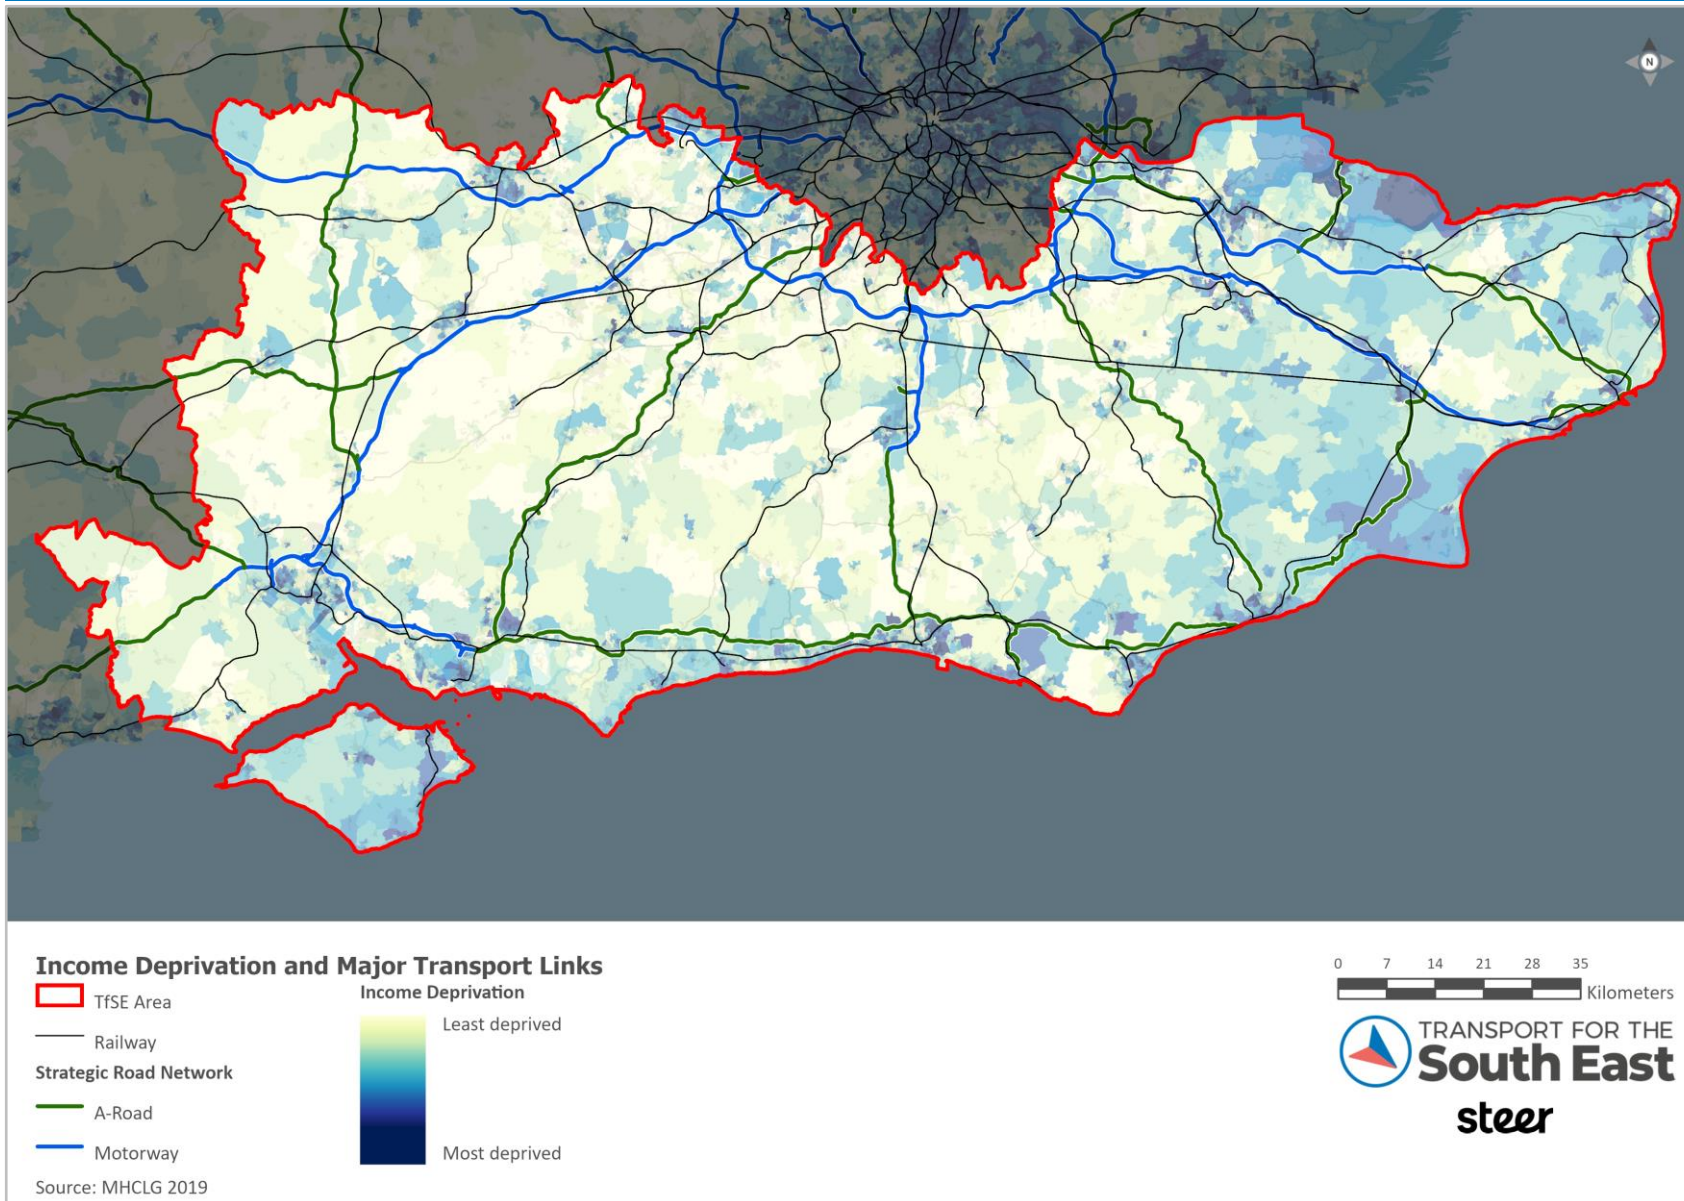 N
Income Deprivation and Major Transport Links
TfSE Area
Railway
Strategic Road Network
A-Road
Motorway
Source: MHCLG 2019
Income Deprivation
Least deprived
Most deprived
0 7 14 21 28 35
Kilometers
TRANSPORT FOR THE
South East
steer